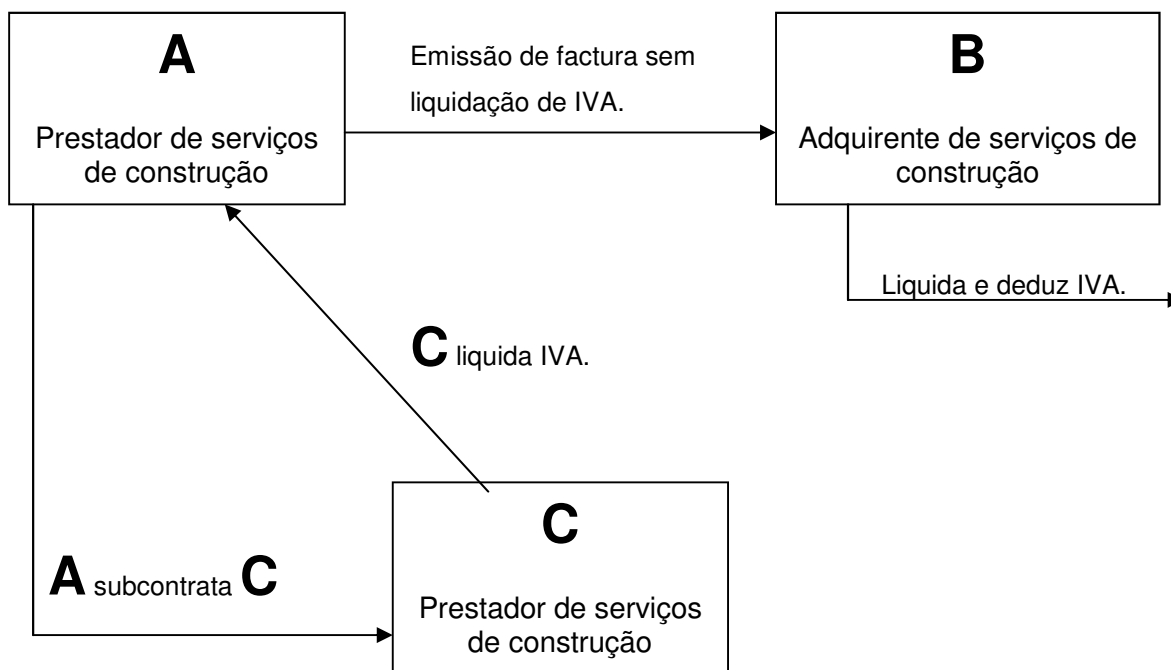 A
Prestador de serviços
de construção
Emissão de factura sem
liquidação de IVA.
B
Adquirente de serviços de
construção
Liquida e deduz IVA.
C liquida IVA.
A subcontrata C
C
Prestador de serviços
de construção